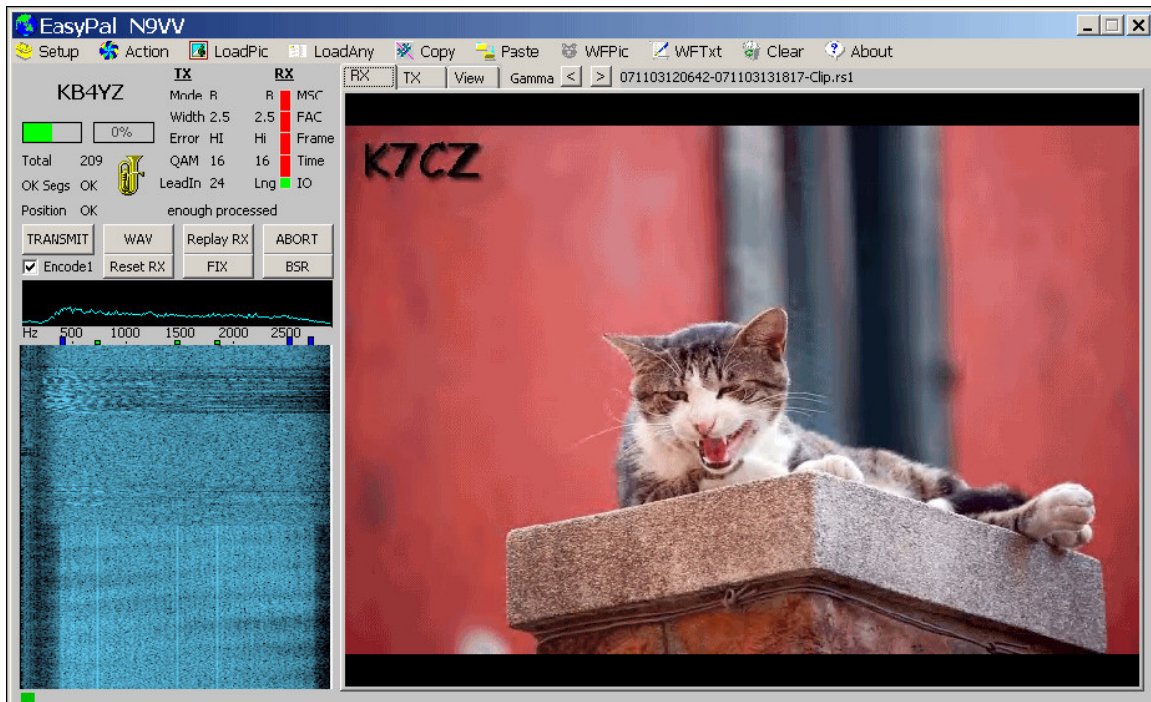 EasyPal N9VV
Setup Action LoadPic LoadAny Copy Paste WFPic WFTxt Clear About
TX RX
KB4YZ
Mode B B MSC
Width 2.5 2.5 FAC
0%
Error HI Hi Frame
Total 209 QAM 16 16 Time
OK Segs OK LeadIn 24 Lng IO
Position OK enough processed
TRANSMIT WAV Replay RX ABORT
Encode1 Reset RX FIX BSR
Hz 500 1000 1500 2000 2500
RX TX View Gamma < > 071103120642-071103131817-Clip.rs1
K7CZ